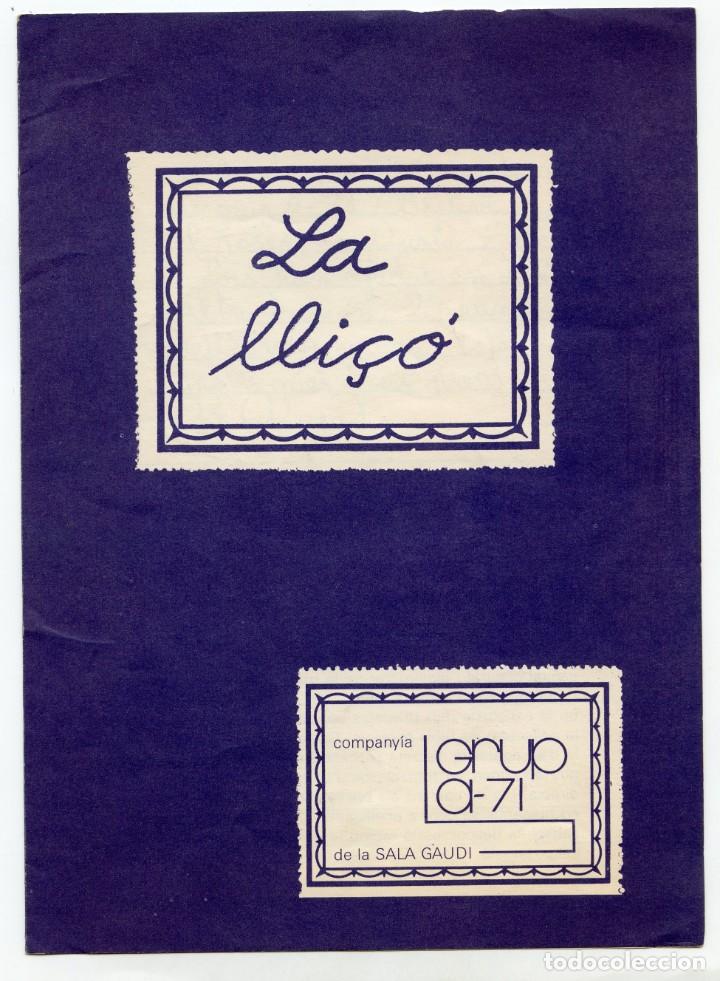 La
lliçó
companyía
Grup
a-71
de la SALA GAUDI
todocoleccion